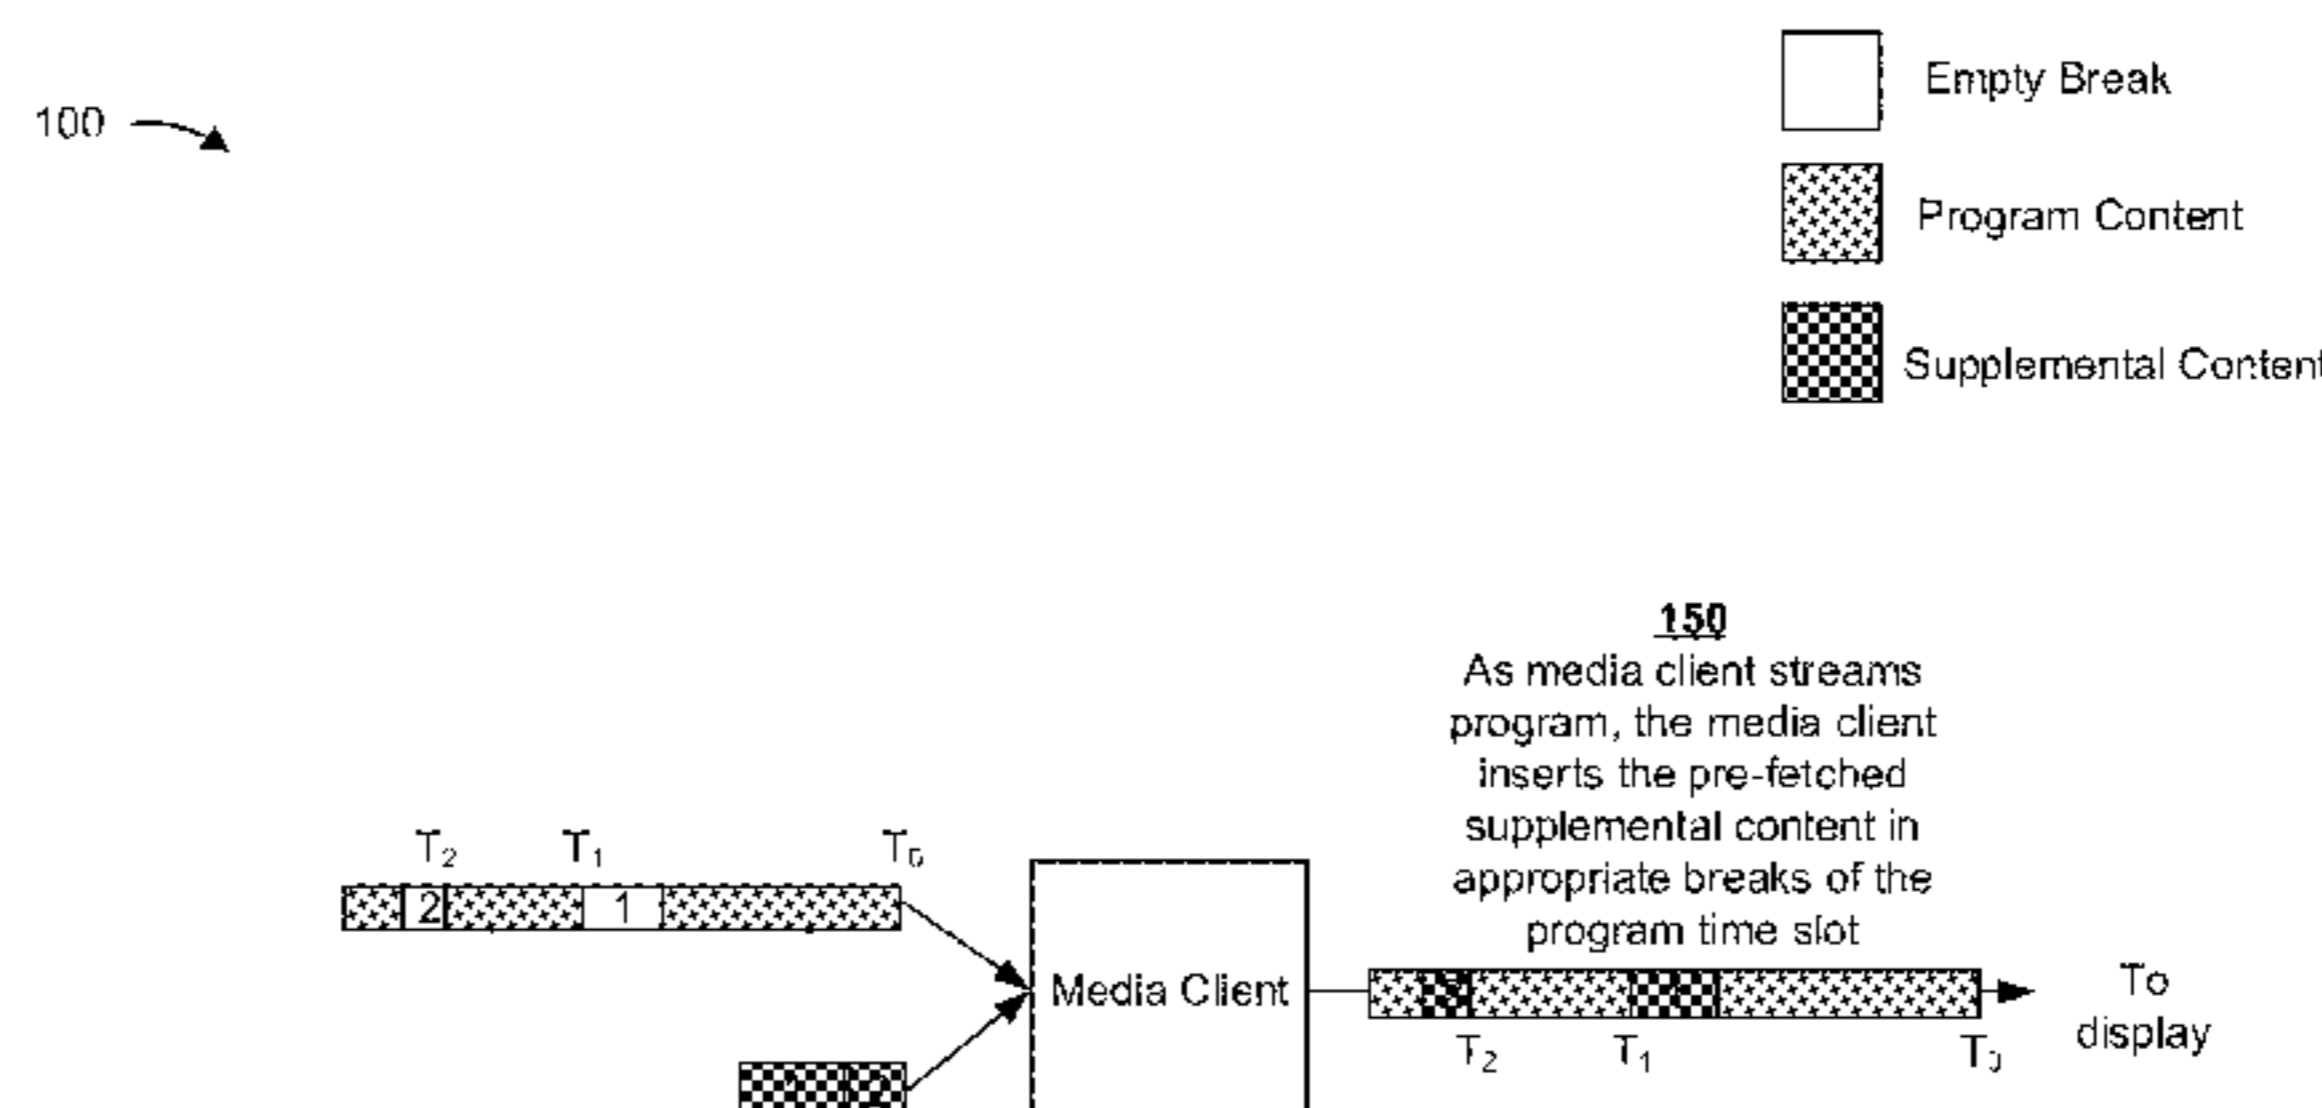 Empty Break
100
Program Content
Supplemental Content
150
As media client streams
program, the media client
inserts the pre-fetched
supplemental content in
appropriate breaks of the
program time slot
T2 T1 T0
2 1
Media Client
To
display
T2 T1 T0
2